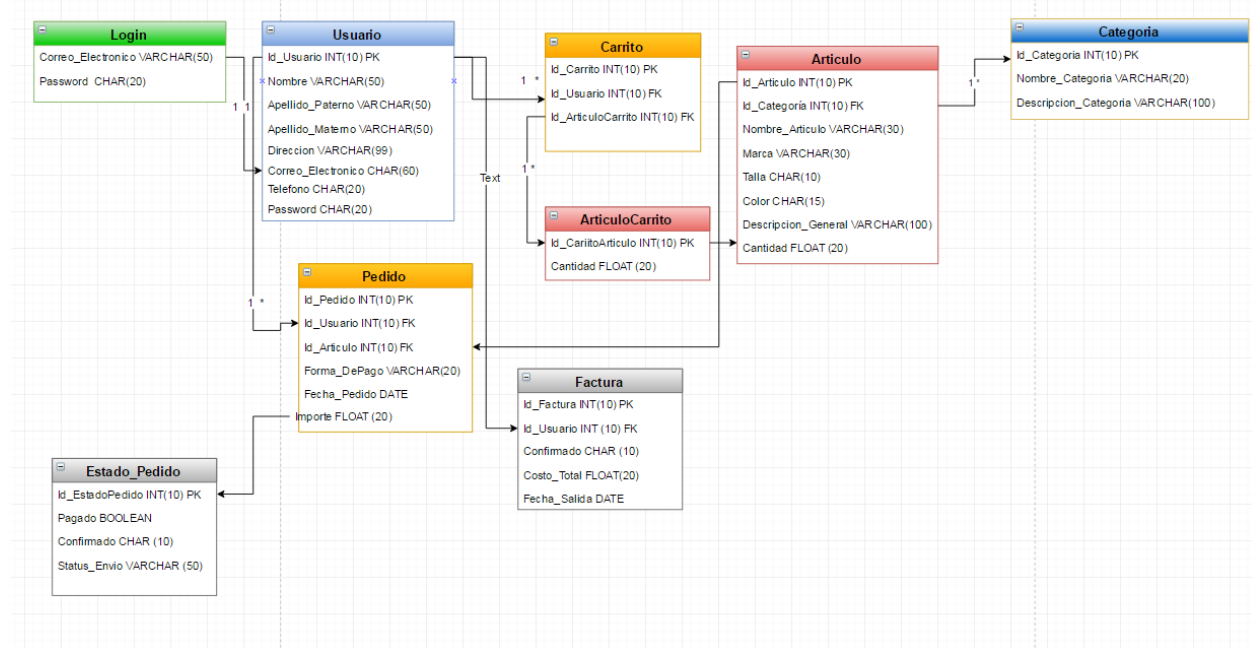 Login
Correo_Electronico VARCHAR(50)
Password CHAR(20)
Usuario
Id_Usuario INT(10) PK
Nombre VARCHAR(50)
Apellido_Paterno VARCHAR(50)
Apellido_Materno VARCHAR(50)
Direccion VARCHAR(99)
Correo_Electronico CHAR(60)
Telefono CHAR(20)
Password CHAR(20)
1 1
Carrito
Id_Carrito INT(10) PK
Id_Usuario INT(10) FK
Id_ArticuloCarrito INT(10) FK
1 *
1 *
Text
Articulo
Id_Articulo INT(10) PK
Id_Categoría INT(10) FK
Nombre_Articulo VARCHAR(30)
Marca VARCHAR(30)
Talla CHAR(10)
Color CHAR(15)
Descripcion_General VARCHAR(100)
Cantidad FLOAT (20)
1 *
Categoria
Id_Categoria INT(10) PK
Nombre_Categoria VARCHAR(20)
Descripcion_Categoria VARCHAR(100)
ArticuloCarrito
Id_CariitoArticulo INT(10) PK
Cantidad FLOAT (20)
Pedido
Id_Pedido INT(10) PK
Id_Usuario INT(10) FK
Id_Articulo INT(10) FK
Forma_DePago VARCHAR(20)
Fecha_Pedido DATE
Importe FLOAT (20)
1 *
Factura
Id_Factura INT(10) PK
Id_Usuario INT (10) FK
Confirmado CHAR (10)
Costo_Total FLOAT(20)
Fecha_Salida DATE
Estado_Pedido
Id_EstadoPedido INT(10) PK
Pagado BOOLEAN
Confirmado CHAR (10)
Status_Envio VARCHAR (50)